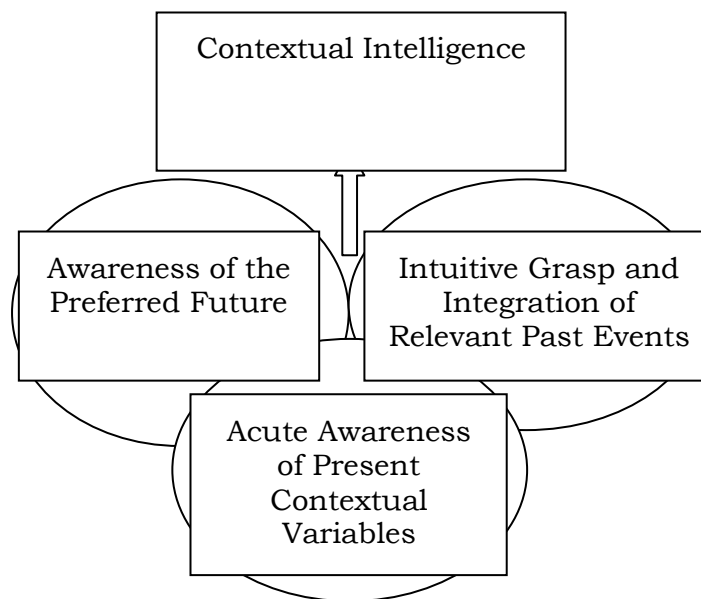 Contextual Intelligence
Awareness of the
Preferred Future
Intuitive Grasp and
Integration of
Relevant Past Events
Acute Awareness
of Present
Contextual
Variables